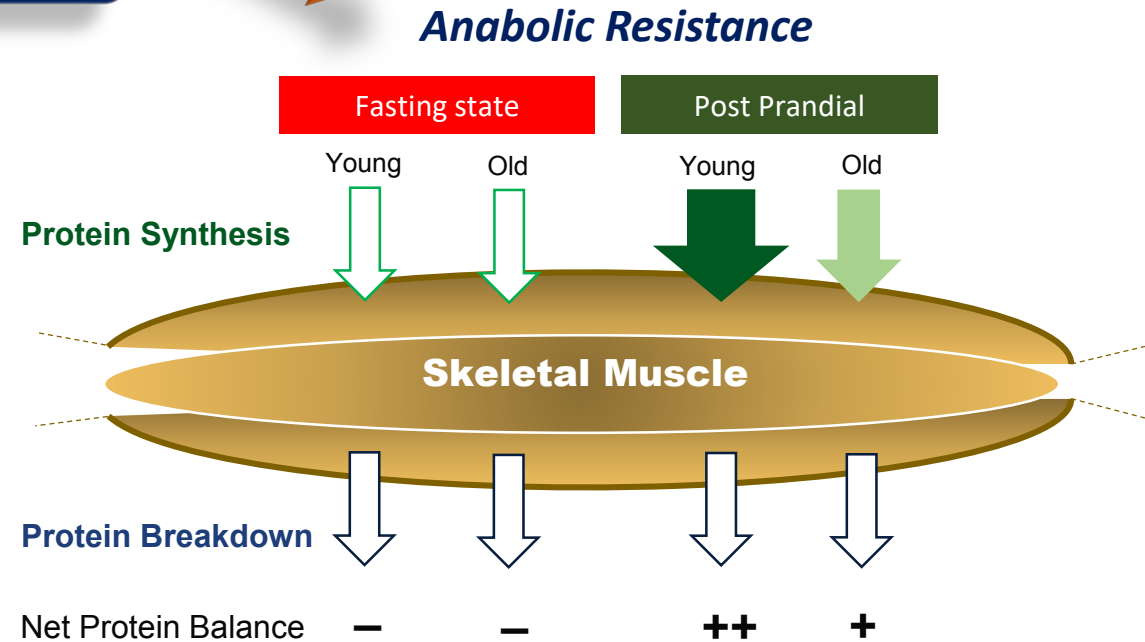 Anabolic Resistance
Fasting state Post Prandial
Young Old Young Old
Protein Synthesis
Skeletal Muscle
Protein Breakdown
Net Protein Balance – – ++ +